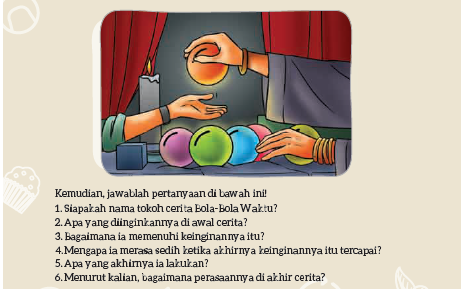 Kemudian, jawablah pertanyaan di bawah ini!
1. Siapakah nama tokoh cerita Bola-Bola Waktu?
2. Apa yang diinginkannya di awal cerita?
3. Bagaimana ia memenuhi keinginannya itu?
4. Mengapa ia merasa sedih ketika akhirnya keinginannya itu tercapai?
5. Apa yang akhirnya ia lakukan?
6. Menurut kalian, bagaimana perasaannya di akhir cerita?